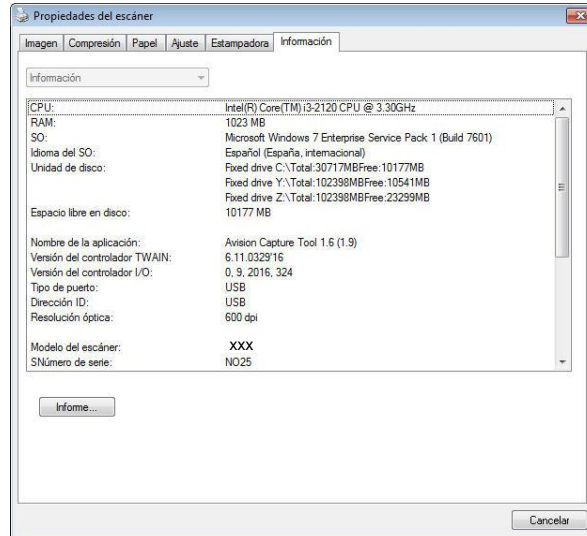 Propiedades del escáner
Imagen Compresión Papel Ajuste Estampadora Información
Información
CPU: Intel(R) Core(TM) i3-2120 CPU @ 3.30GHz
RAM: 1023 MB
SO: Microsoft Windows 7 Enterprise Service Pack 1 (Build 7601)
Idioma del SO: Español (España, internacional)
Unidad de disco: Fixed drive C:\Total:30717MBFree:10177MB
Fixed drive Y:\Total:102398MBFree:10541MB
Fixed drive Z:\Total:102398MBFree:23299MB
Espacio libre en disco: 10177 MB
Nombre de la aplicación: Avision Capture Tool 1.6 (1.9)
Versión del controlador TWAIN: 6.11.0329'16
Versión del controlador I/O: 0, 9, 2016, 324
Tipo de puerto: USB
Dirección ID: USB
Resolución óptica: 600 dpi
Modelo del escáner: XXX
SNúmero de serie: NO25
Informe...
Cancelar